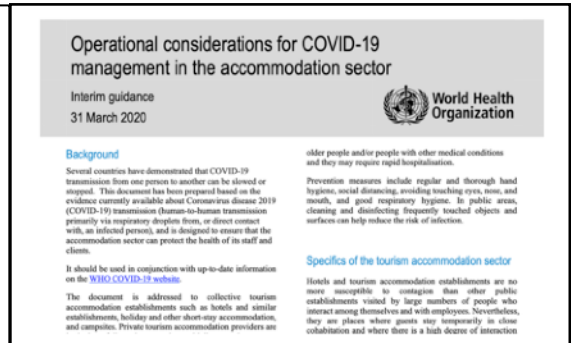 Operational considerations for COVID-19
management in the accommodation sector
Interim guidance
31 March 2020
World Health
Organization
Background
Several countries have demonstrated that COVID-19
transmission from one person to another can be slowed or
stopped. This document has been prepared based on the
evidence currently available about Coronavirus disease 2019
(COVID-19) transmission (human-to-human transmission
primarily via respiratory droplets from, or direct contact
with, an infected person), and is designed to ensure that the
accommodation sector can protect the health of its staff and
clients.
It should be used in conjunction with up-to-date information
on the WHO COVID-19 website.
The document is addressed to collective tourism
accommodation establishments such as hotels and similar
establishments, holiday and other short-stay accommodation,
and campsites. Private tourism accommodation providers are
older people and/or people with other medical conditions
and they may require rapid hospitalisation.
Prevention measures include regular and thorough hand
hygiene, social distancing, avoiding touching eyes, nose, and
mouth, and good respiratory hygiene. In public areas,
cleaning and disinfecting frequently touched objects and
surfaces can help reduce the risk of infection.
Specifics of the tourism accommodation sector
Hotels and tourism accommodation establishments are no
more susceptible to contagion than other public
establishments visited by large numbers of people who
interact among themselves and with employees. Nevertheless,
they are places where guests stay temporarily in close
cohabitation and where there is a high degree of interaction